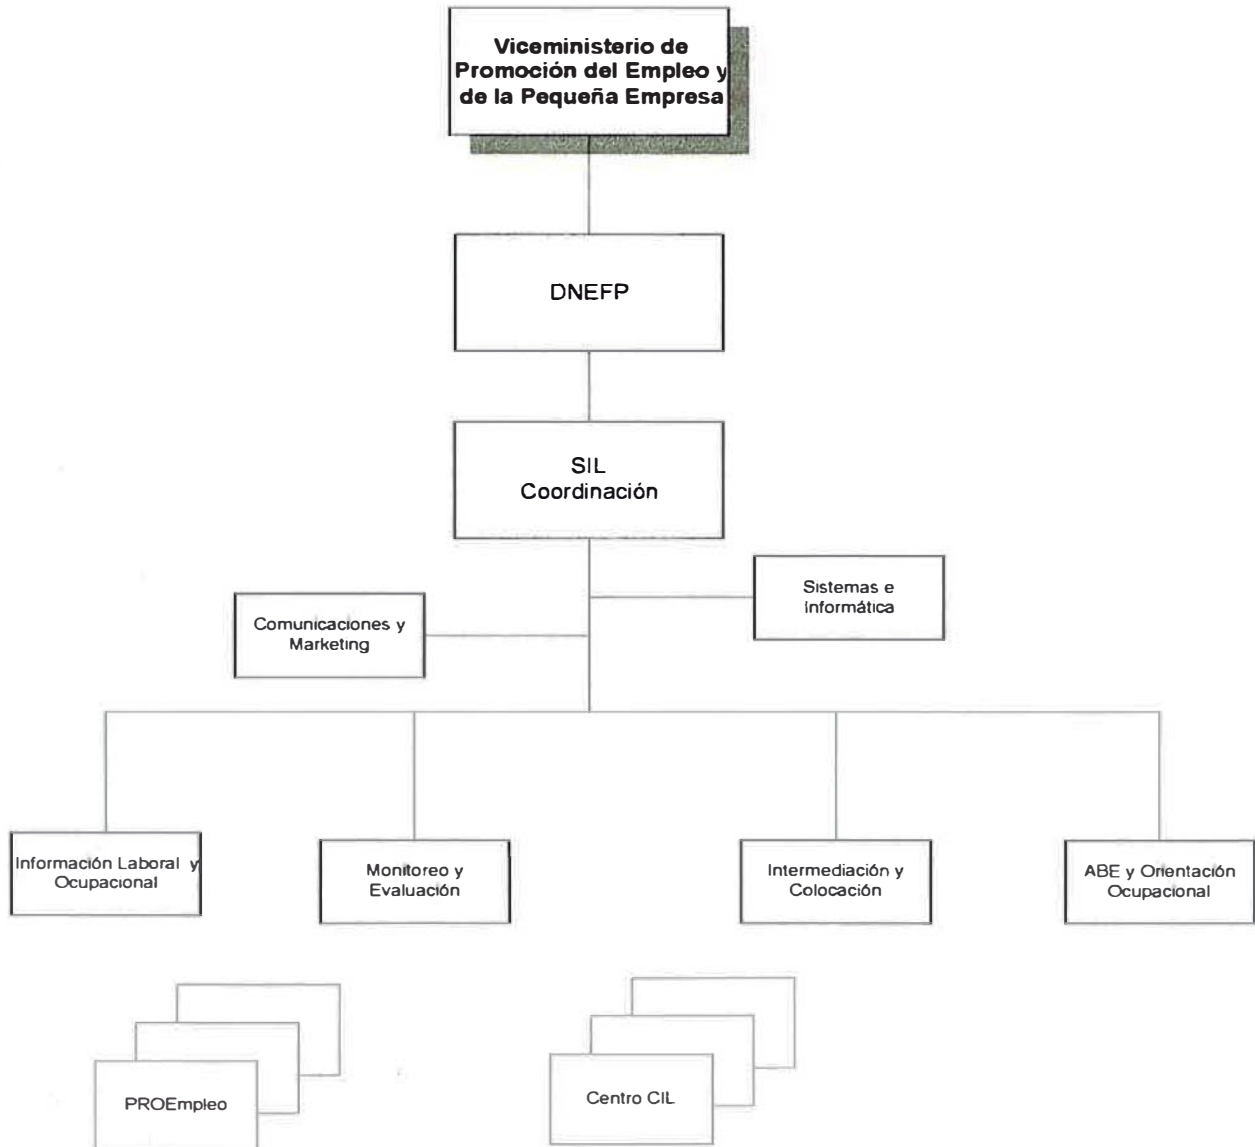 Viceministerio de
Promoción del Empleo y
de la Pequeña Empresa
DNEFP
SIL
Coordinación
Sistemas e
Informática
Comunicaciones y
Marketing
Información Laboral y
Ocupacional
Monitoreo y
Evaluación
Intermediación y
Colocación
ABE y Orientación
Ocupacional
PROEmpleo
Centro CIL